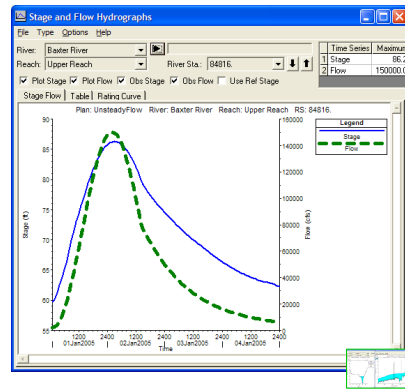 Stage and Flow Hydrographs
File Type Options Help
River: Baxter River
Reach: Upper Reach River Sta.: 84816.
Time Series Maximum
1 Stage 86.2
2 Flow 150000.0
Plot Stage Plot Flow Obs Stage Obs Flow Use Ref Stage
Stage Flow Table Rating Curve
Plan: UnsteadyFlow River: Baxter River Reach: Upper Reach RS: 84816.
Legend
Stage
Flow
90
85
80
75
70
65
60
55
Stage (ft)
160000
140000
120000
100000
80000
60000
40000
20000
0
Flow (cfs)
1200 2400 1200 2400 1200 2400 1200 2400
01Jan2005 02Jan2005 03Jan2005 04Jan2005
Time